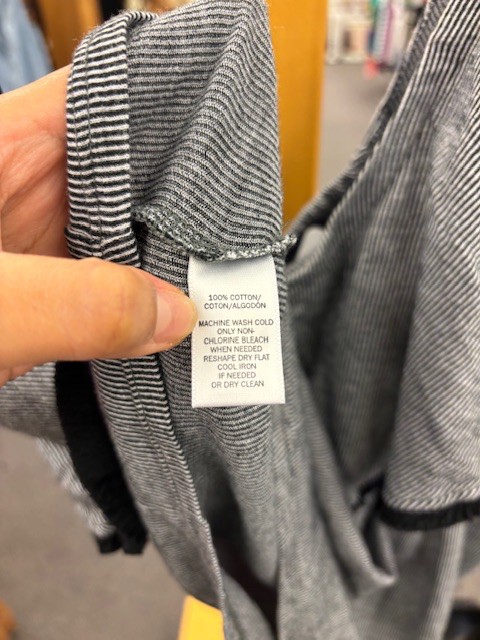 100% COTTON/
COTON/ALGODÓN
MACHINE WASH COLD
ONLY NON-
CHLORINE BLEACH
WHEN NEEDED
RESHAPE DRY FLAT
COOL IRON
IF NEEDED
OR DRY CLEAN